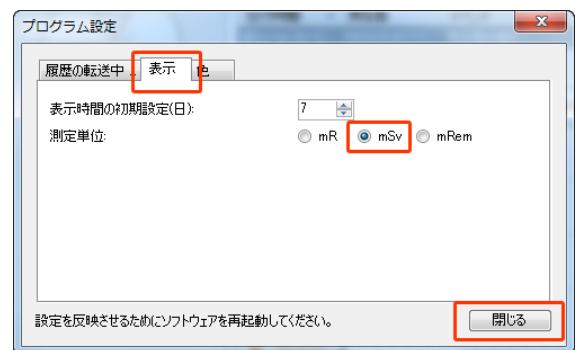 プログラム設定
履歴の転送中 表示 色
表示時間の初期設定(日): 7
測定単位: mR mSv mRem
設定を反映させるためにソフトウェアを再起動してください。 閉じる